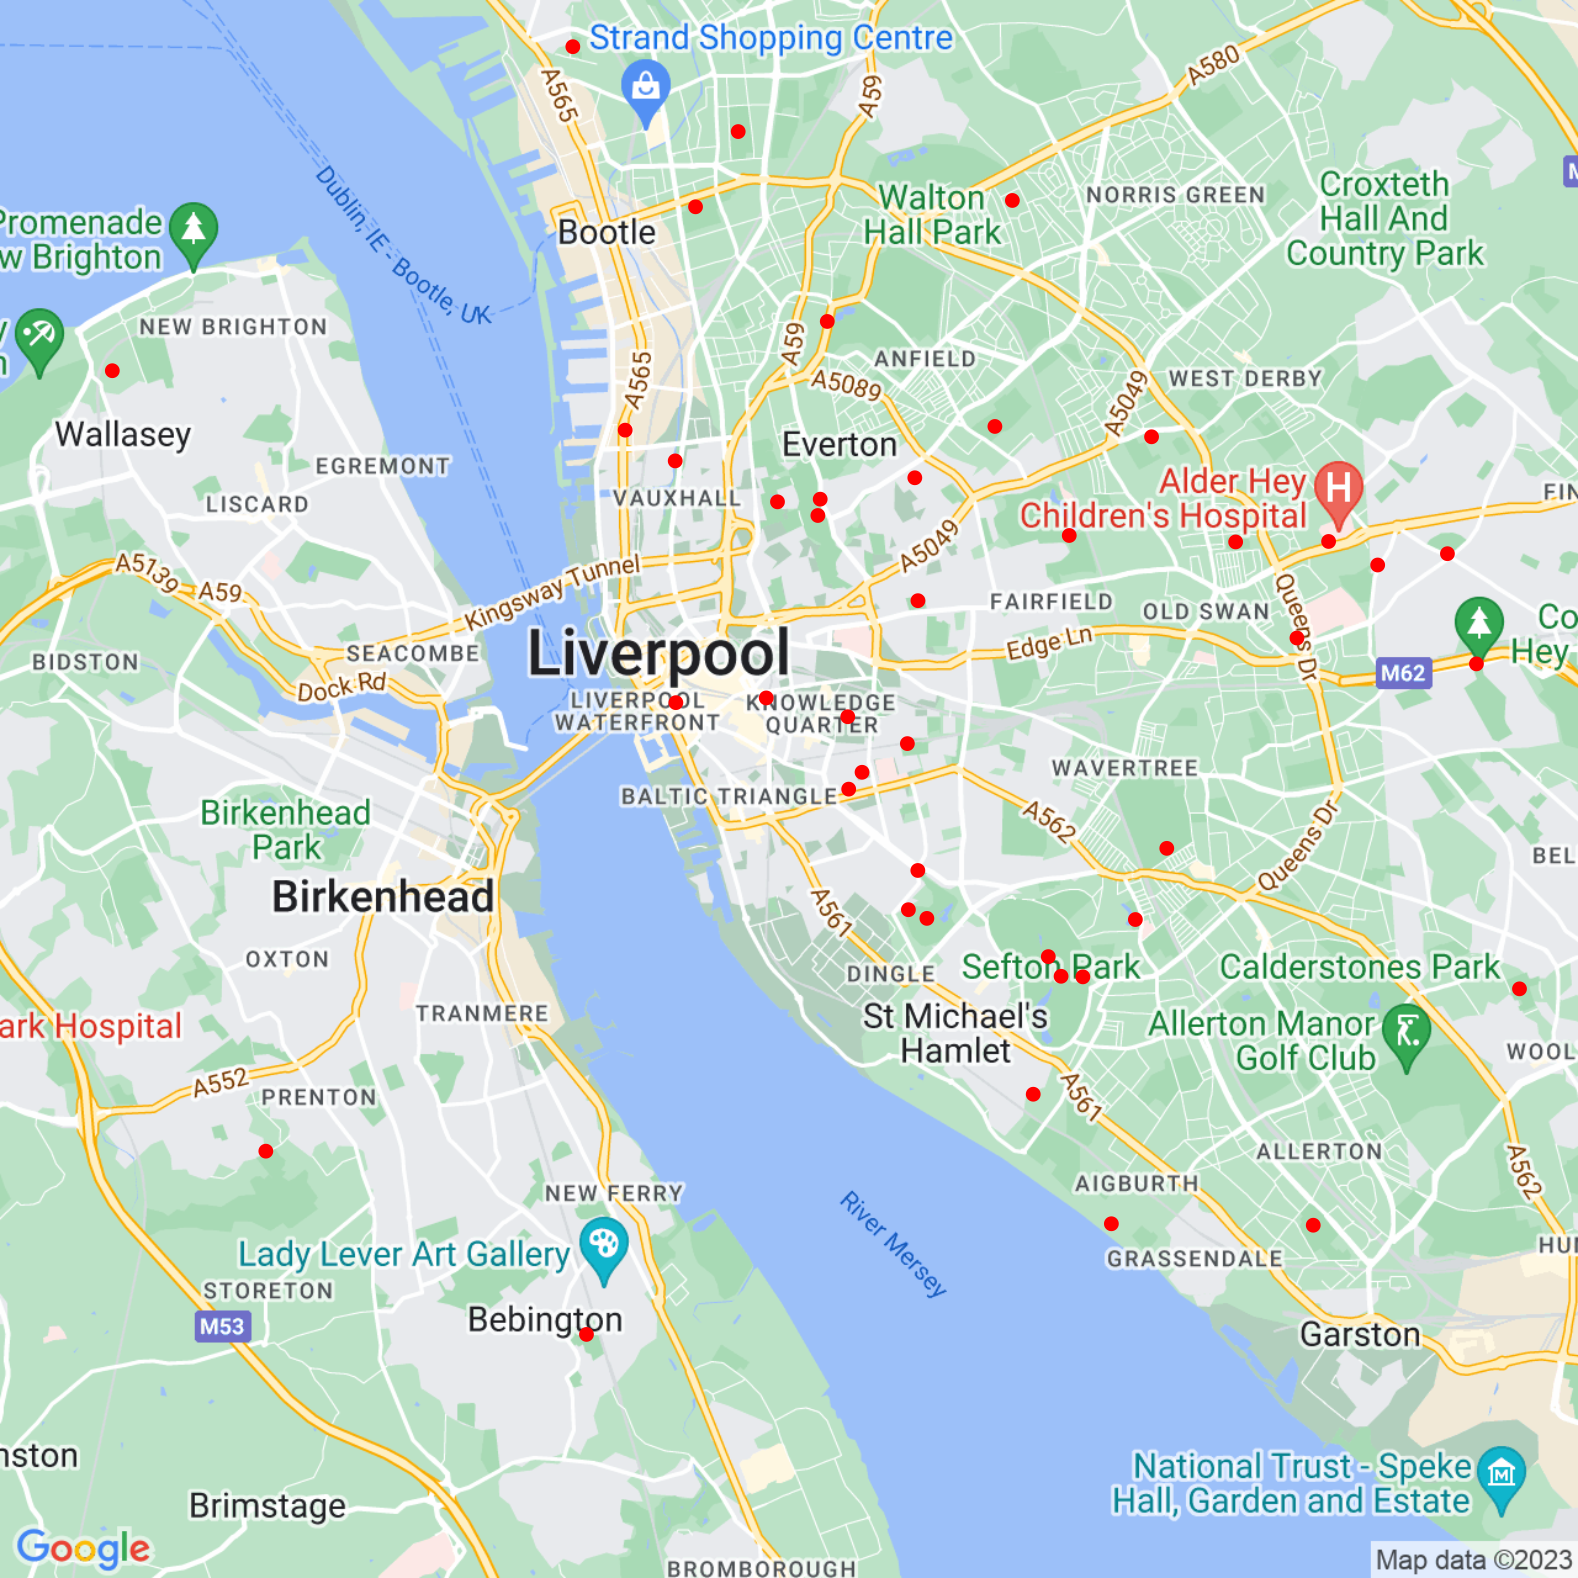 Strand Shopping Centre
A565
A59
A580
M
Dublin, IE - Bootle, UK
Promenade
w Brighton
Bootle
Walton
Hall Park
NORRIS GREEN
Croxteth
Hall And
Country Park
NEW BRIGHTON
y
n
A565
A59
ANFIELD
A5089
A5049
WEST DERBY
Wallasey
EGREMONT
LISCARD
Everton
VAUXHALL
Alder Hey
Children's Hospital
FIN
A5139
A59
Kingsway Tunnel
A5049
FAIRFIELD
OLD SWAN
Queens Dr
Co
Hey
BIDSTON
SEACOMBE
Dock Rd
Liverpool
Edge Ln
M62
LIVERPOOL
WATERFRONT
KNOWLEDGE
QUARTER
WAVERTREE
BALTIC TRIANGLE
Birkenhead
Park
A562
Queens Dr
BEL
Birkenhead
A561
OXTON
DINGLE
Sefton Park
Calderstones Park
TRANMERE
ark Hospital
St Michael's
Hamlet
Allerton Manor
Golf Club
WOOL
A552
PRENTON
A561
ALLERTON
A562
AIGBURTH
NEW FERRY
River Mersey
Lady Lever Art Gallery
GRASSENDALE
HUN
STORETON
M53
Bebington
Garston
nston
Brimstage
National Trust - Speke
Hall, Garden and Estate
Google
BROMBOROUGH
Map data ©2023